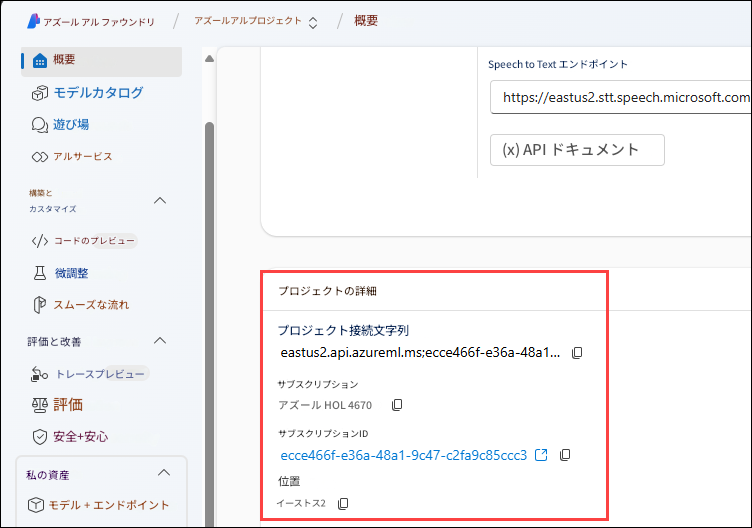 アズール アル ファウンドリ / アズールアルプロジェクト / 概要
概要
モデルカタログ
遊び場
アルサービス
構築と
カスタマイズ
コードのプレビュー
微調整
スムーズな流れ
評価と改善
トレースプレビュー
評価
安全+安心
私の資産
モデル + エンドポイント
Speech to Text エンドポイント
https://eastus2.stt.speech.microsoft.com
(x) API ドキュメント
プロジェクトの詳細
プロジェクト接続文字列
eastus2.api.azureml.ms;ecce466f-e36a-48a1...
サブスクリプション
アズール HOL 4670
サブスクリプションID
ecce466f-e36a-48a1-9c47-c2fa9c85ccc3
位置
イーストス2